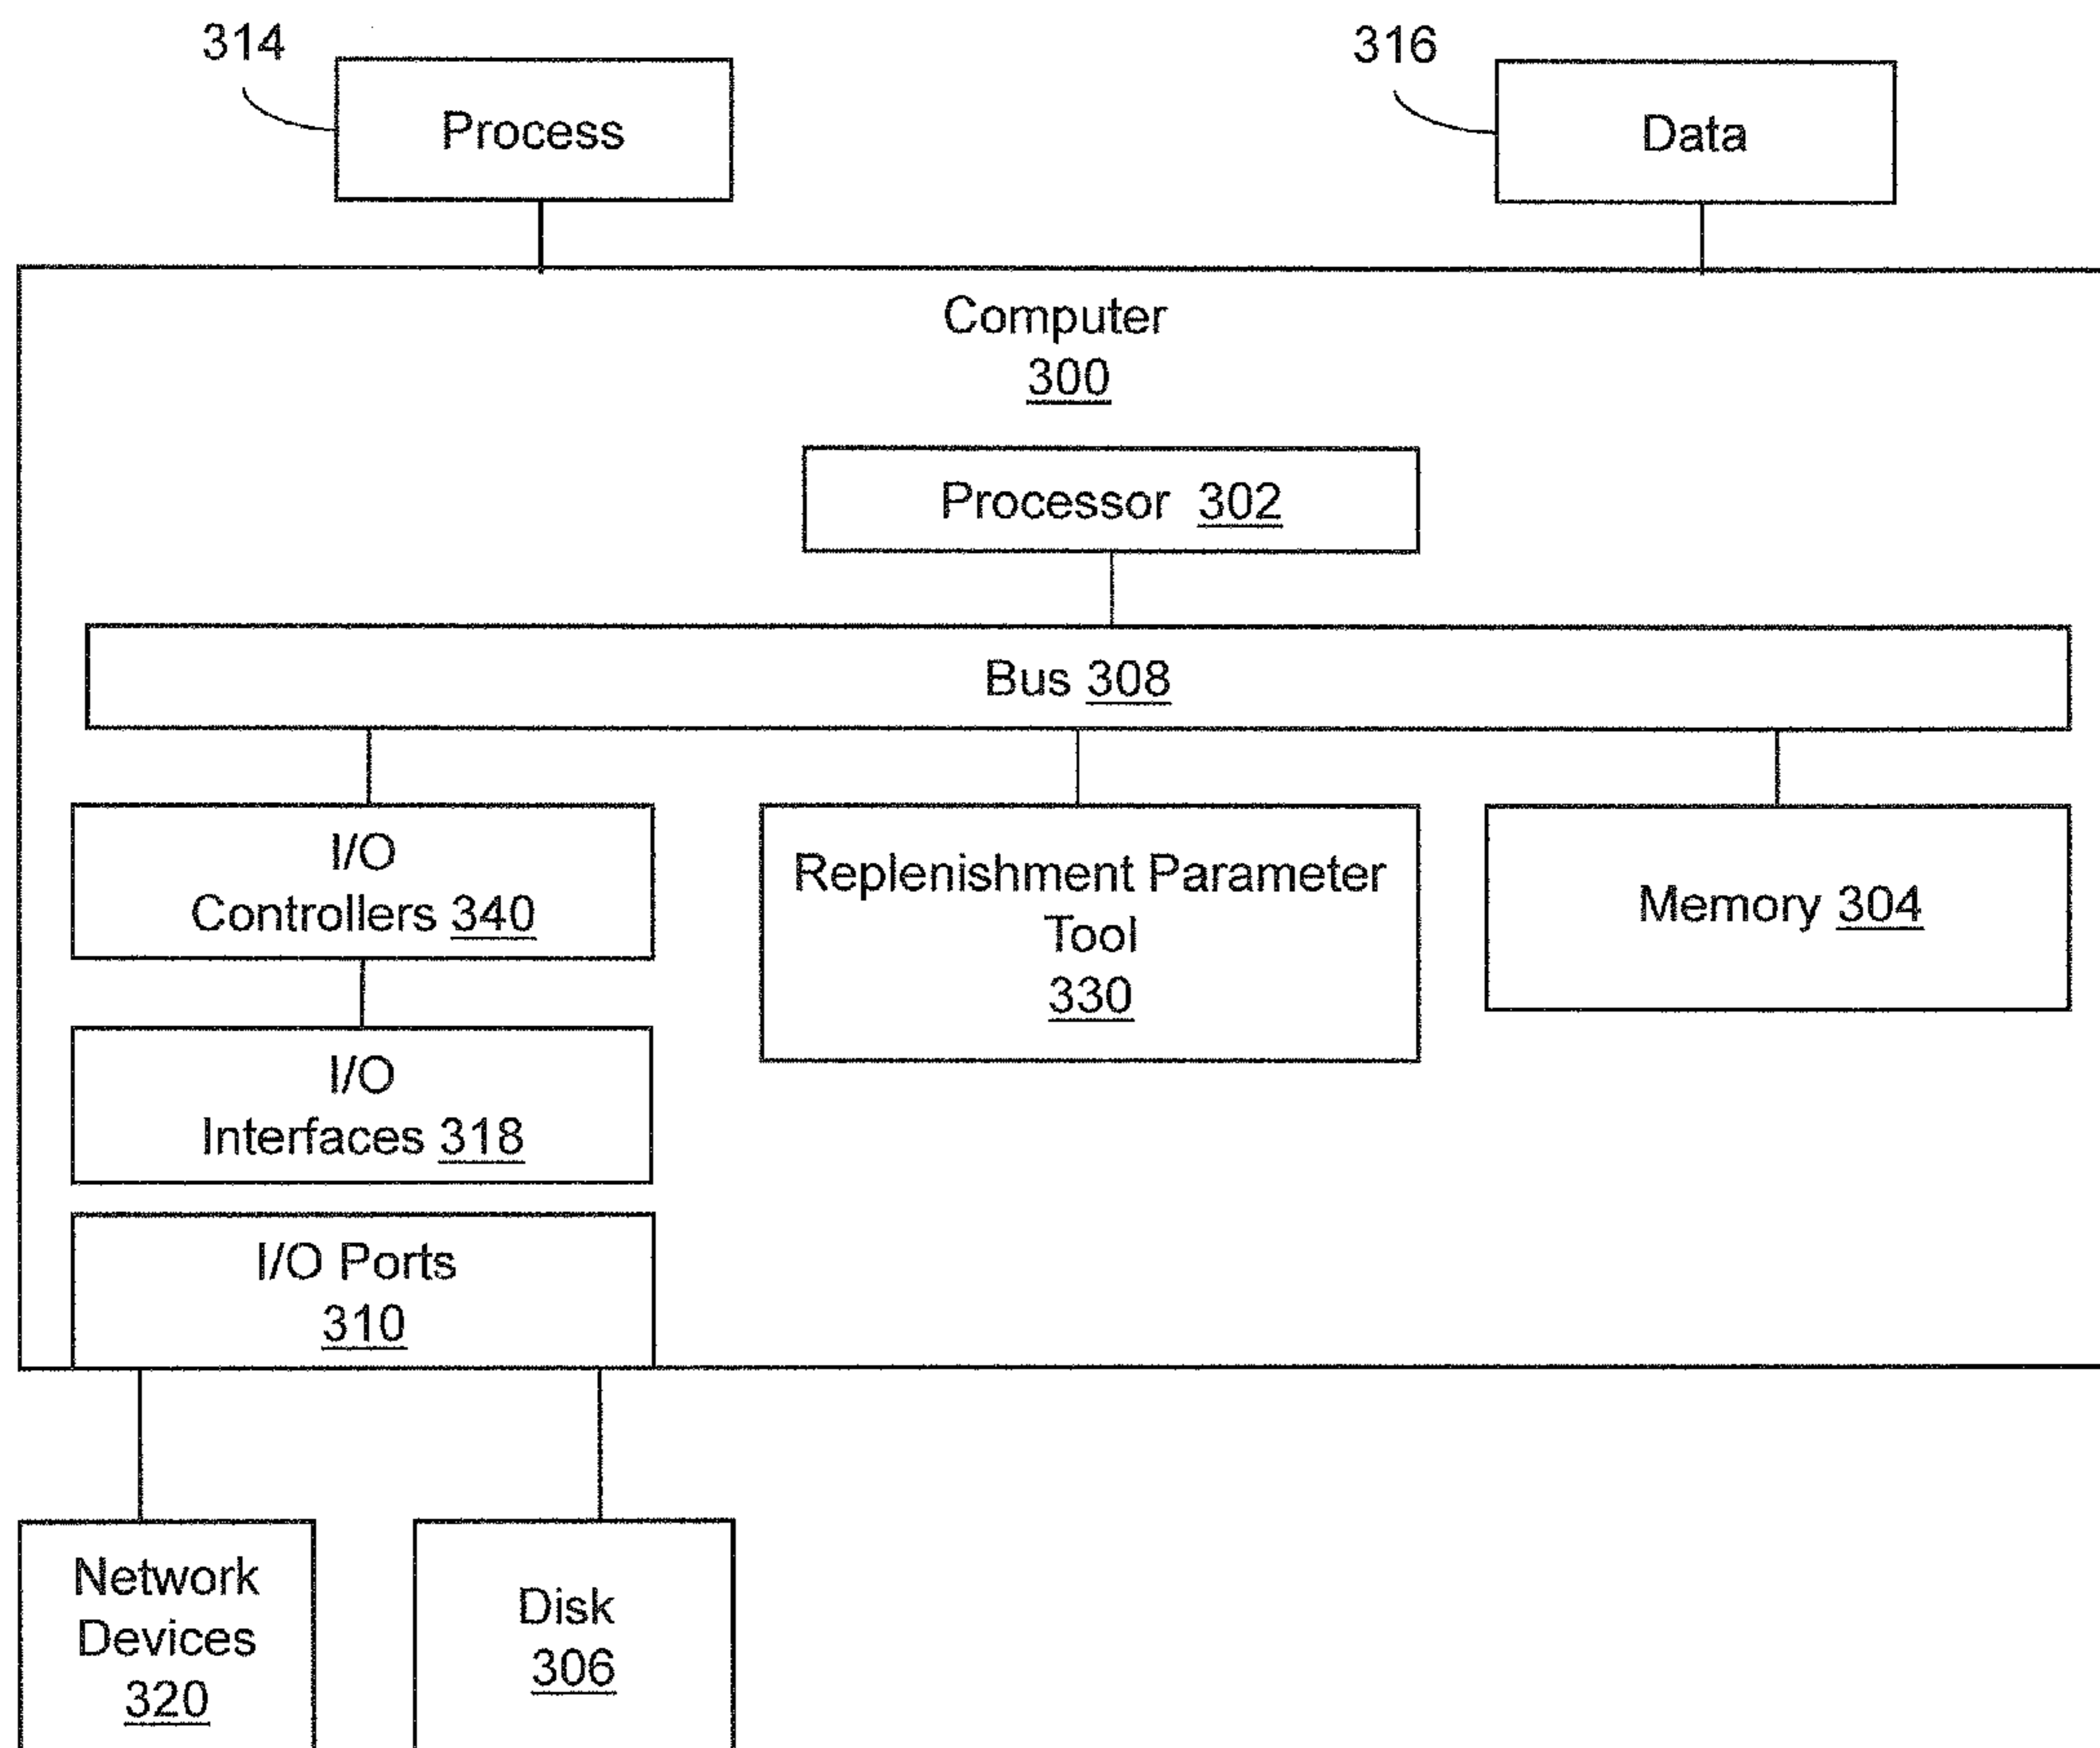 314
Process
316
Data
Computer
300
Processor 302
Bus 308
I/O
Controllers 340
Replenishment Parameter
Tool
330
Memory 304
I/O
Interfaces 318
I/O Ports
310
Network
Devices
320
Disk
306